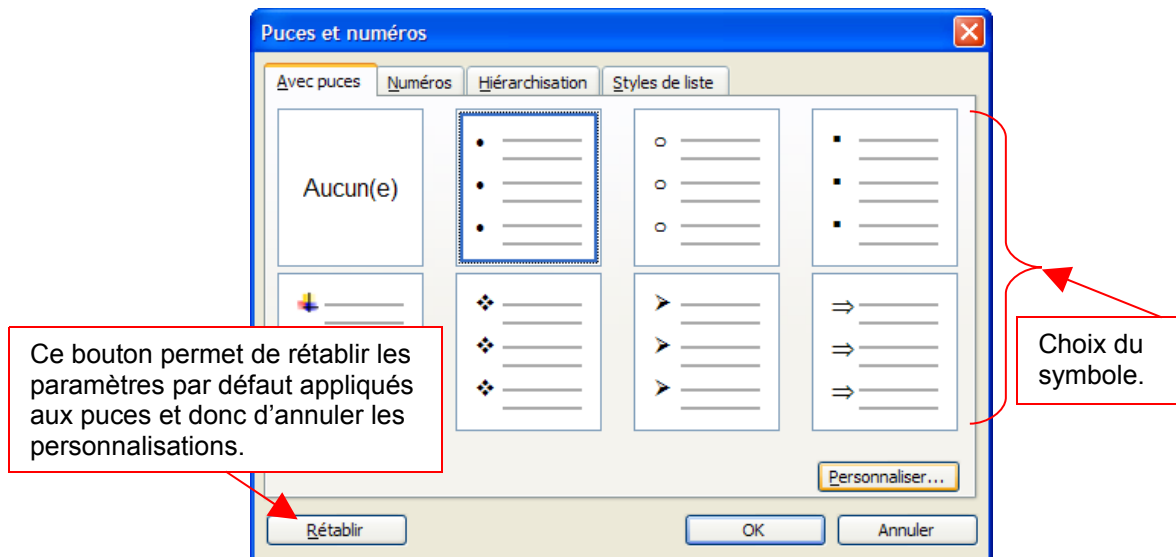 Puces et numéros
Avec puces Numéros Hiérarchisation Styles de liste
Aucun(e)
Ce bouton permet de rétablir les
paramètres par défaut appliqués
aux puces et donc d’annuler les
personnalisations.
Choix du
symbole.
Personnaliser...
Rétablir OK Annuler